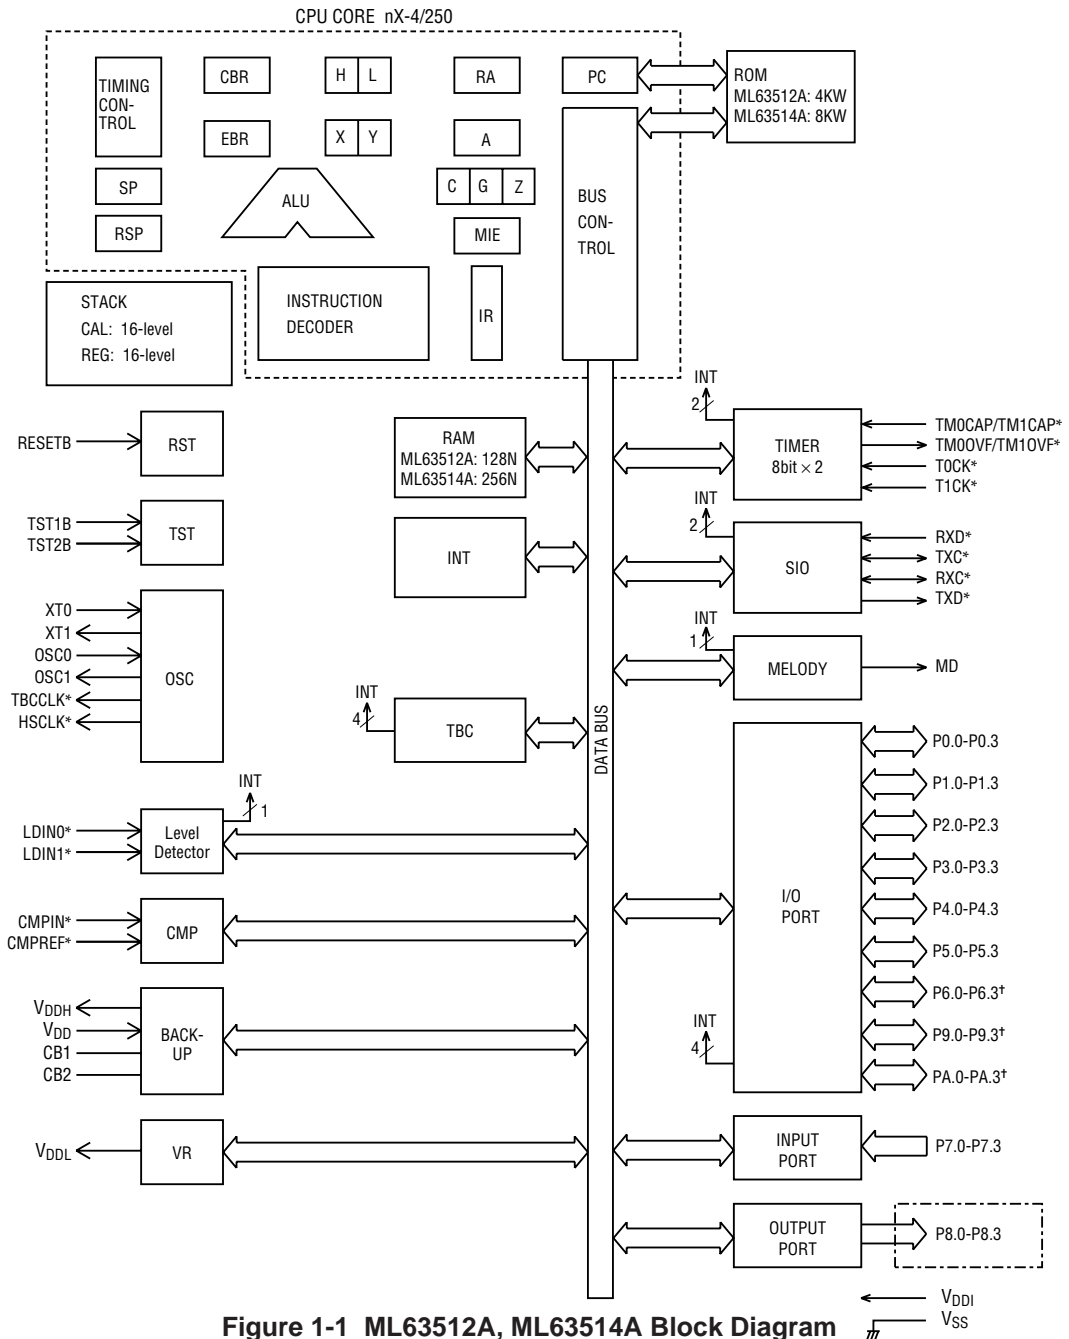 CPU CORE nX-4/250
TIMING
CON-
TROL
CBR
H L
RA
PC
ROM
ML63512A: 4KW
ML63514A: 8KW
EBR
X Y
A
SP
ALU
C G Z
BUS
CON-
TROL
RSP
MIE
STACK
CAL: 16-level
REG: 16-level
INSTRUCTION
DECODER
IR
RESETB
RST
RAM
ML63512A: 128N
ML63514A: 256N
INT
2
TIMER
8bit × 2
TM0CAP/TM1CAP*
TM0OVF/TM1OVF*
T0CK*
T1CK*
TST1B
TST2B
TST
INT
INT
2
SIO
RXD*
TXC*
RXC*
TXD*
XT0
XT1
OSC0
OSC1
TBCCLK*
HSCLK*
OSC
INT
4
TBC
INT
1
MELODY
MD
DATA BUS
INT
1
LDIN0*
LDIN1*
Level
Detector
I/O
PORT
P0.0-P0.3
P1.0-P1.3
P2.0-P2.3
P3.0-P3.3
P4.0-P4.3
P5.0-P5.3
P6.0-P6.3†
P9.0-P9.3†
PA.0-PA.3†
INT
4
CMPIN*
CMPREF*
CMP
VDDH
VDD
CB1
CB2
BACK-
UP
VDDL
VR
INPUT
PORT
P7.0-P7.3
OUTPUT
PORT
P8.0-P8.3
VDDI
VSS
Figure 1-1 ML63512A, ML63514A Block Diagram